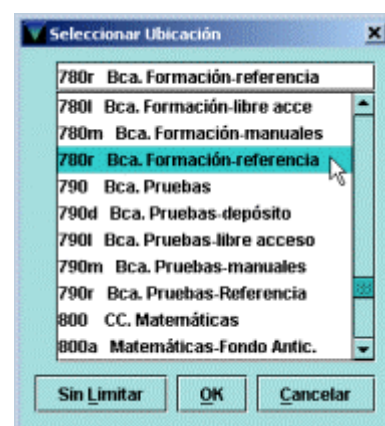 Seleccionar Ubicación
780r Bca. Formación-referencia
780l Bca. Formación-libre acce
780m Bca. Formación-manuales
780r Bca. Formación-referencia
790 Bca. Pruebas
790d Bca. Pruebas-depósito
790l Bca. Pruebas-libre acceso
790m Bca. Pruebas-manuales
790r Bca. Pruebas-Referencia
800 CC. Matemáticas
800a Matemáticas-Fondo Antic.
Sin Limitar OK Cancelar